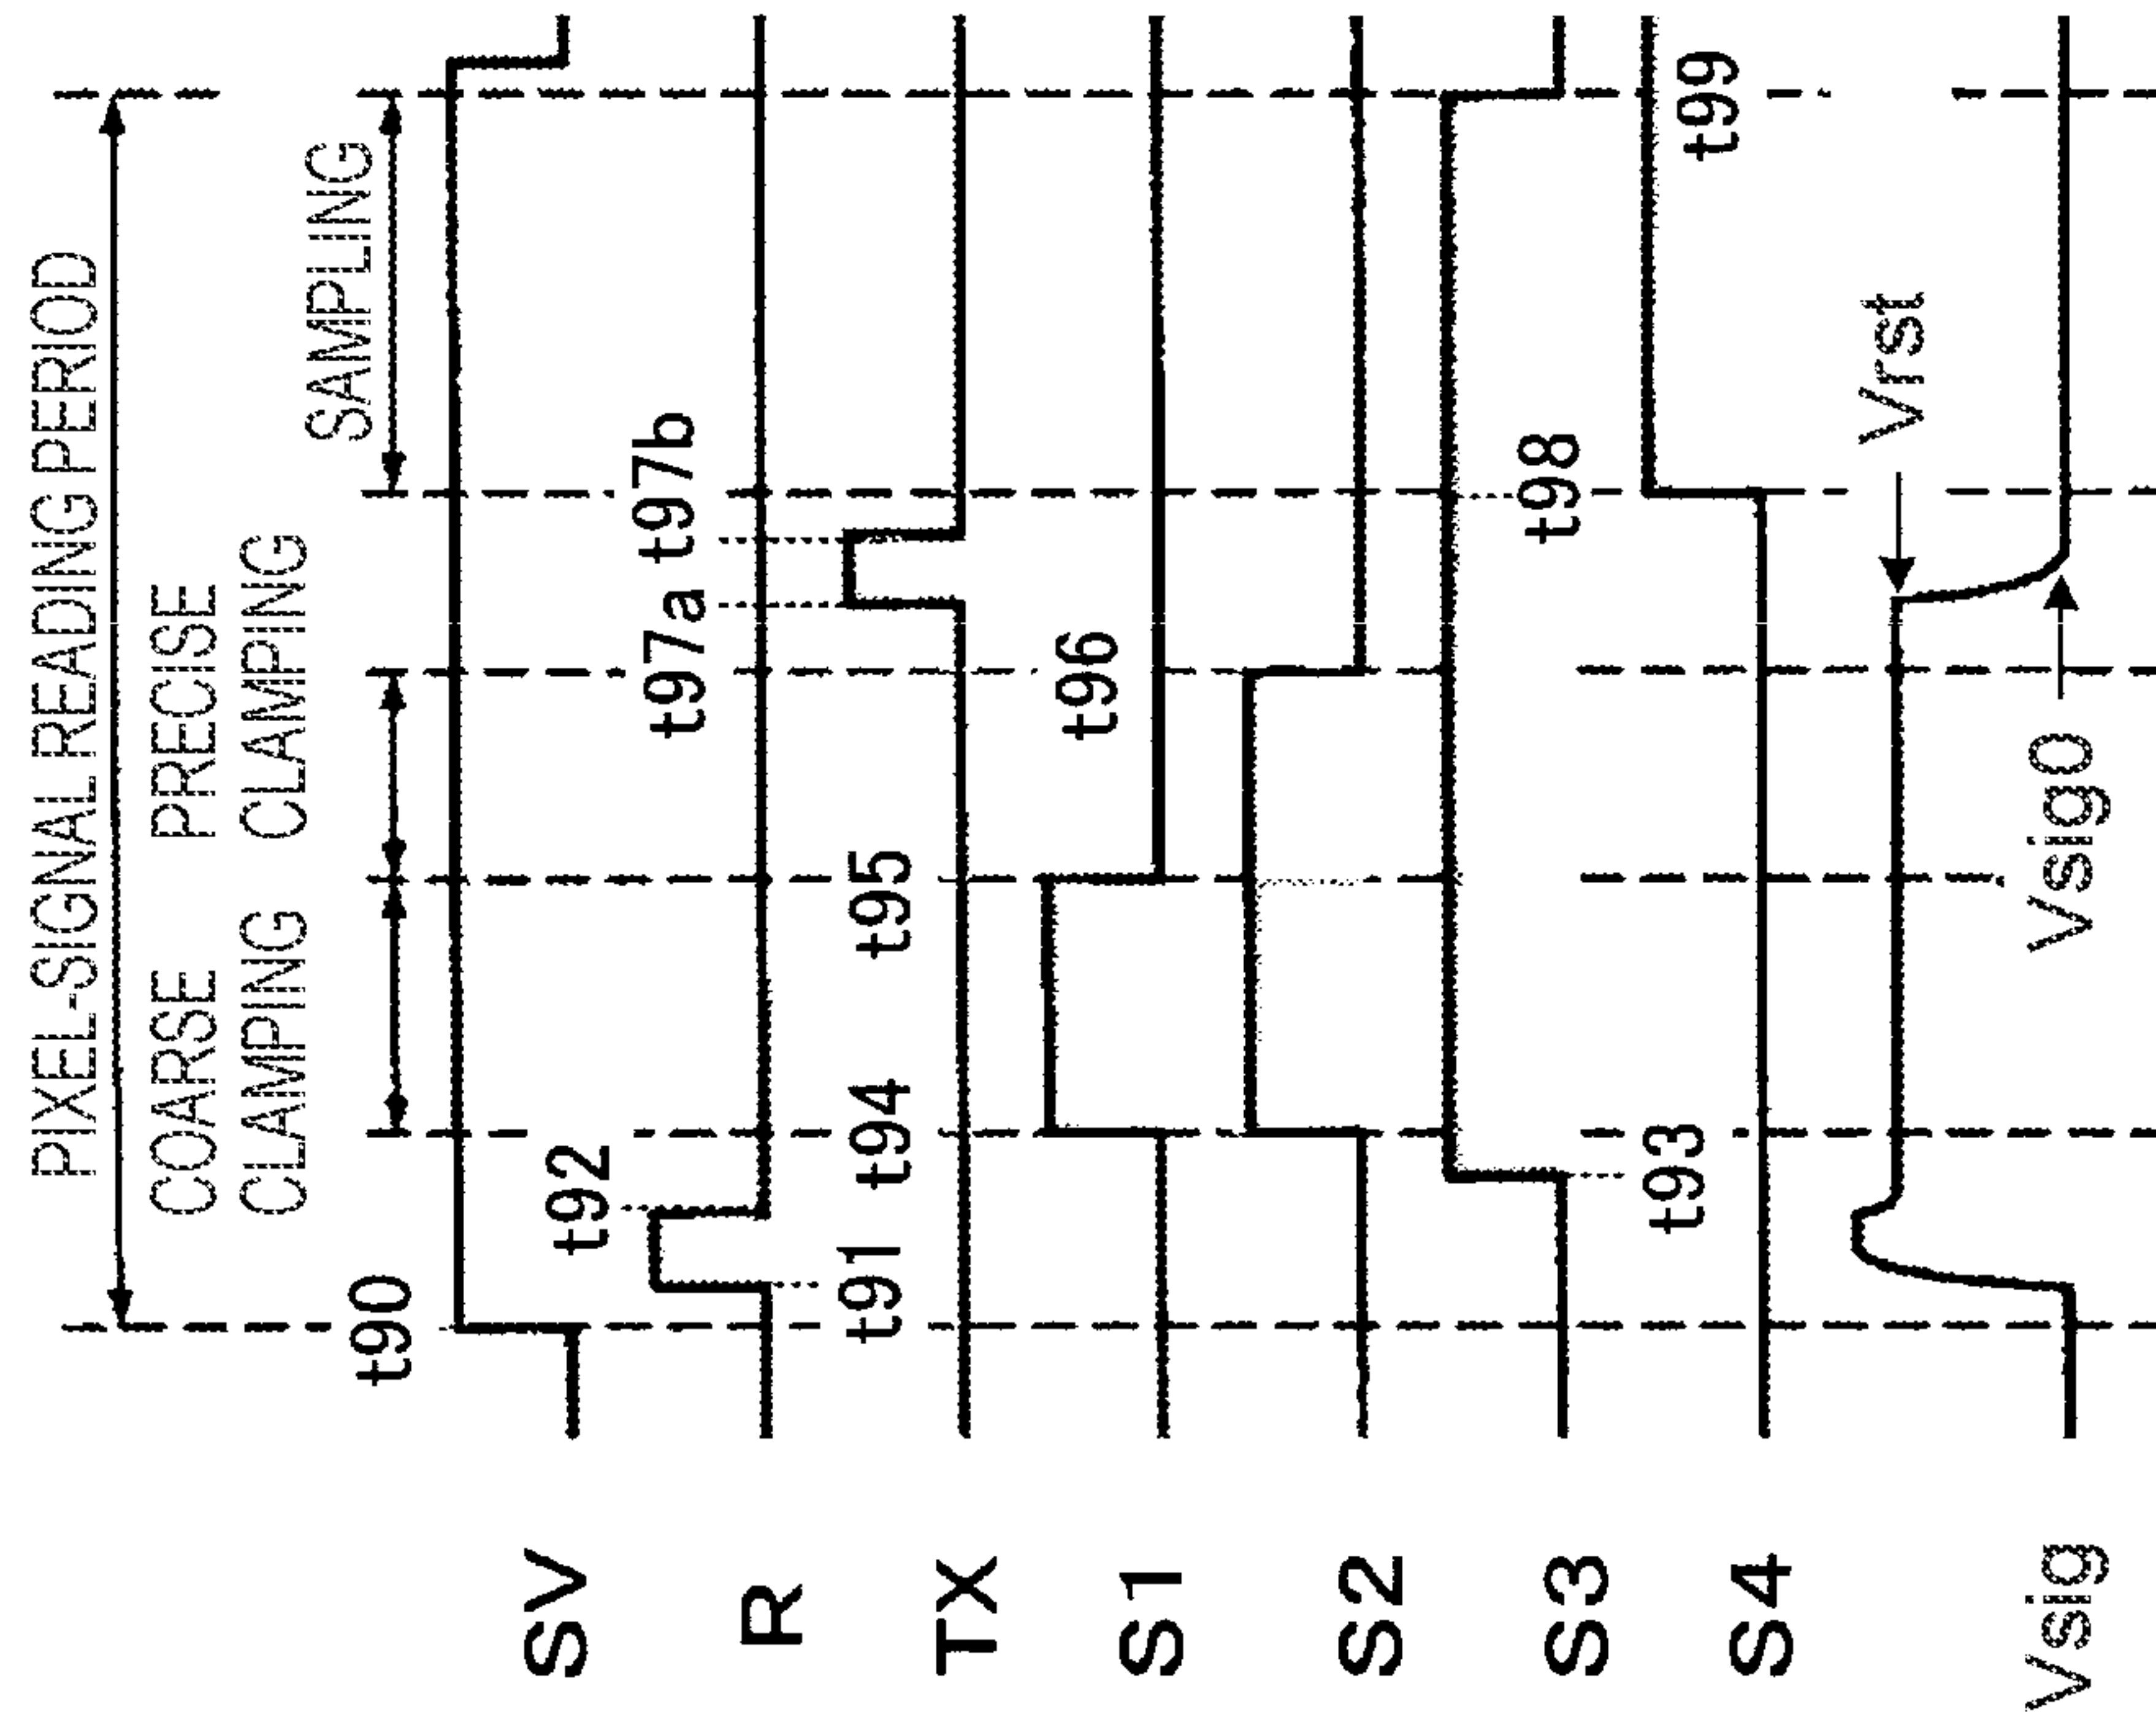 PIXEL-SIGNAL READING PERIOD
COARSE CLAMPING
PRECISE CLAMPING
SAMPLING
t90
SV
t92
t97a
t97b
R
t91
t94
t95
TX
t96
S1
S2
t98
S3
t93
t99
S4
Vrst
Vsig0
Vsig